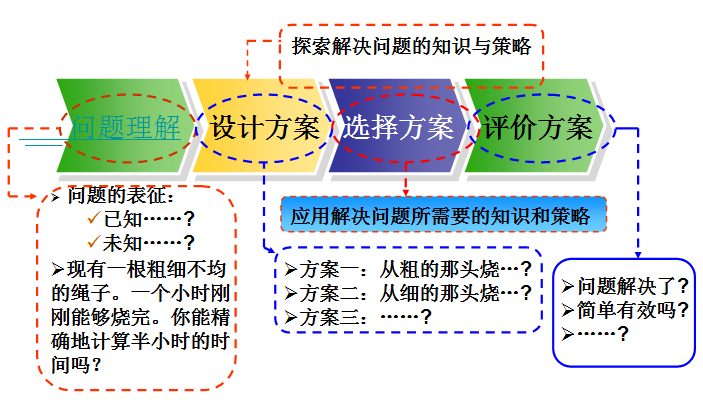 探索解决问题的知识与策略
问题理解
设计方案
选择方案
评价方案
➢ 问题的表征：
✓已知……？
✓未知……？
➢现有一根粗细不均
的绳子。一个小时刚
刚能够烧完。你能精
确地计算半小时的时
间吗？
应用解决问题所需要的知识和策略
➢方案一：从粗的那头烧…？
➢方案二：从细的那头烧…？
➢方案三：……？
➢问题解决了？
➢简单有效吗？
➢……？